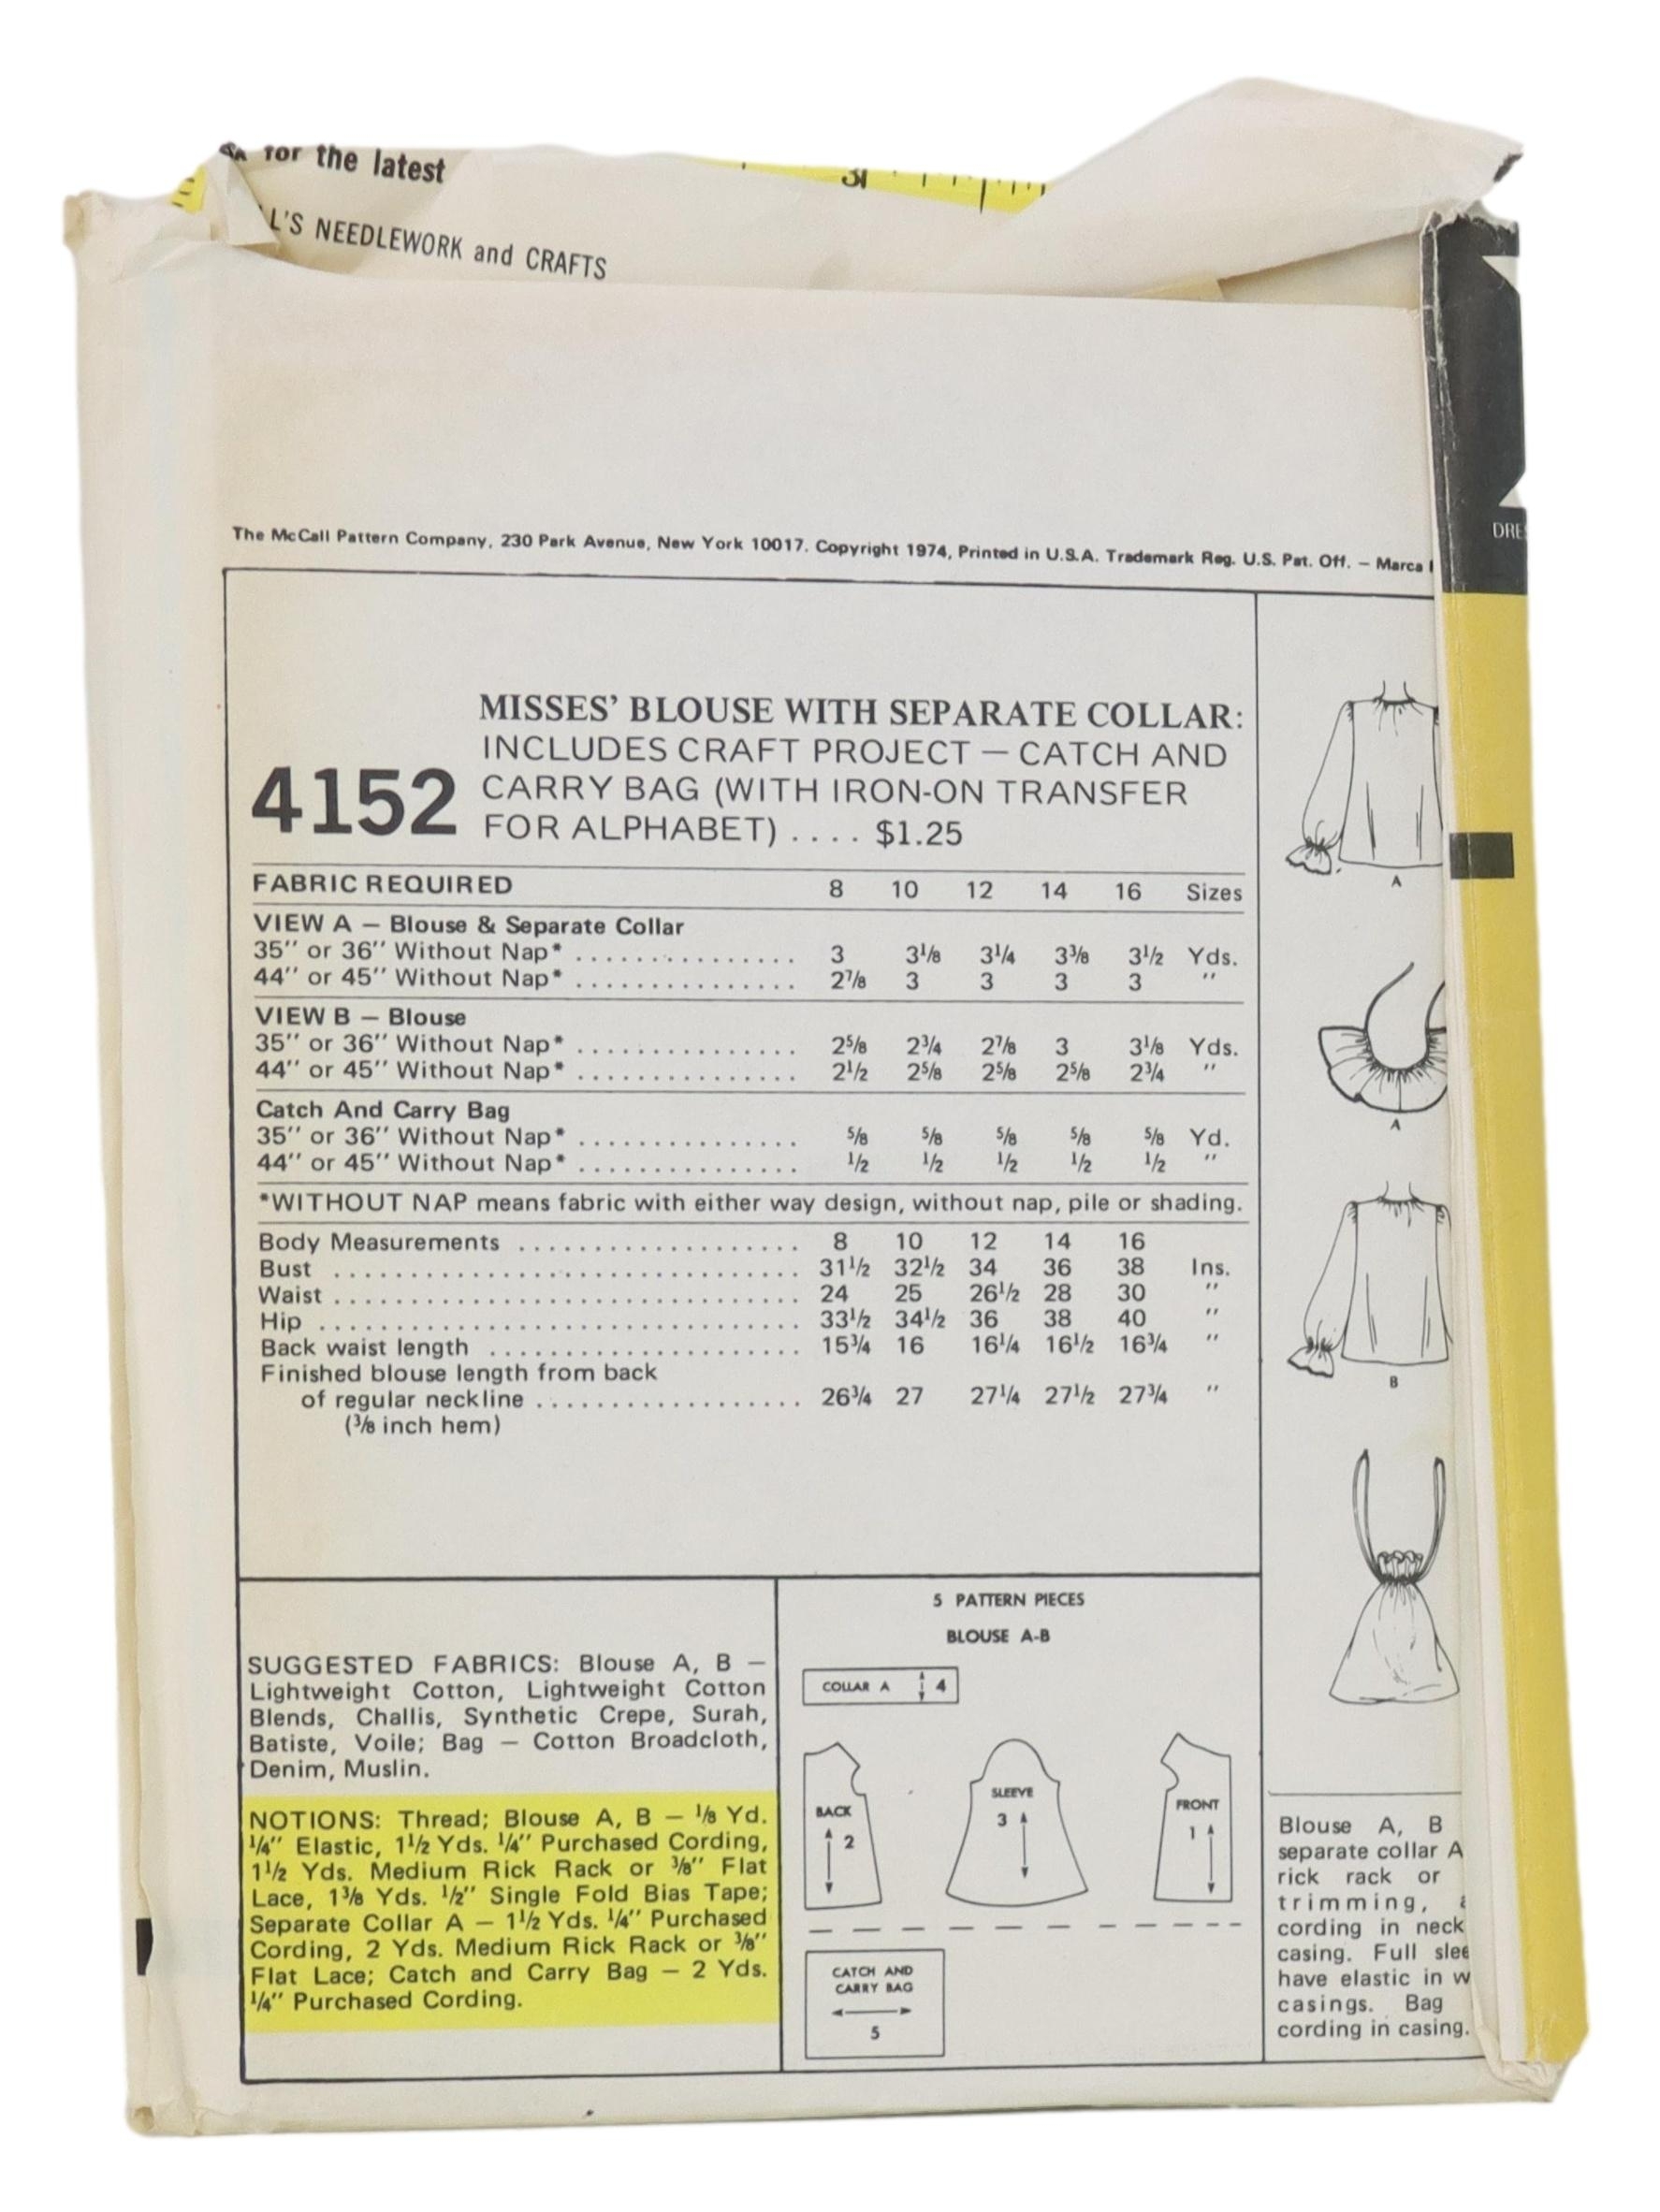 for the latest
31
L'S NEEDLEWORK and CRAFTS
The McCall Pattern Company, 230 Park Avenue, New York 10017. Copyright 1974, Printed in U.S.A. Trademark Reg. U.S. Pat. Off. — Marca
DRE
4152
MISSES' BLOUSE WITH SEPARATE COLLAR:
INCLUDES CRAFT PROJECT — CATCH AND
CARRY BAG (WITH IRON-ON TRANSFER
FOR ALPHABET) .... $1.25
FABRIC REQUIRED 8 10 12 14 16 Sizes
VIEW A — Blouse & Separate Collar
35" or 36" Without Nap* ............... 3 3 1/8 3 1/4 3 3/8 3 1/2 Yds.
44" or 45" Without Nap* ............... 2 7/8 3 3 3 3 "
VIEW B — Blouse
35" or 36" Without Nap* ............... 2 5/8 2 3/4 2 7/8 3 3 1/8 Yds.
44" or 45" Without Nap* ............... 2 1/2 2 5/8 2 5/8 2 5/8 2 3/4 "
Catch And Carry Bag
35" or 36" Without Nap* ............... 5/8 5/8 5/8 5/8 5/8 Yd.
44" or 45" Without Nap* ............... 1/2 1/2 1/2 1/2 1/2 "
*WITHOUT NAP means fabric with either way design, without nap, pile or shading.
Body Measurements ................... 8 10 12 14 16
Bust ............................... 31 1/2 32 1/2 34 36 38 Ins.
Waist ............................... 24 25 26 1/2 28 30 "
Hip ................................ 33 1/2 34 1/2 36 38 40 "
Back waist length ..................... 15 3/4 16 16 1/4 16 1/2 16 3/4 "
Finished blouse length from back
of regular neckline .................. 26 3/4 27 27 1/4 27 1/2 27 3/4 "
(3/8 inch hem)
SUGGESTED FABRICS: Blouse A, B —
Lightweight Cotton, Lightweight Cotton
Blends, Challis, Synthetic Crepe, Surah,
Batiste, Voile; Bag — Cotton Broadcloth,
Denim, Muslin.
NOTIONS: Thread; Blouse A, B — 1/8 Yd.
1/4" Elastic, 1 1/2 Yds. 1/4" Purchased Cording,
1 1/2 Yds. Medium Rick Rack or 3/8" Flat
Lace, 1 3/8 Yds. 1/2" Single Fold Bias Tape;
Separate Collar A — 1 1/2 Yds. 1/4" Purchased
Cording, 2 Yds. Medium Rick Rack or 3/8"
Flat Lace; Catch and Carry Bag — 2 Yds.
1/4" Purchased Cording.
5 PATTERN PIECES
BLOUSE A-B
COLLAR A 4
BACK
2
SLEEVE
3
FRONT
1
CATCH AND
CARRY BAG
5
A
A
B
Blouse A, B
separate collar A
rick rack or
trimming,
cording in neck
casing. Full slee
have elastic in w
casings. Bag
cording in casing.